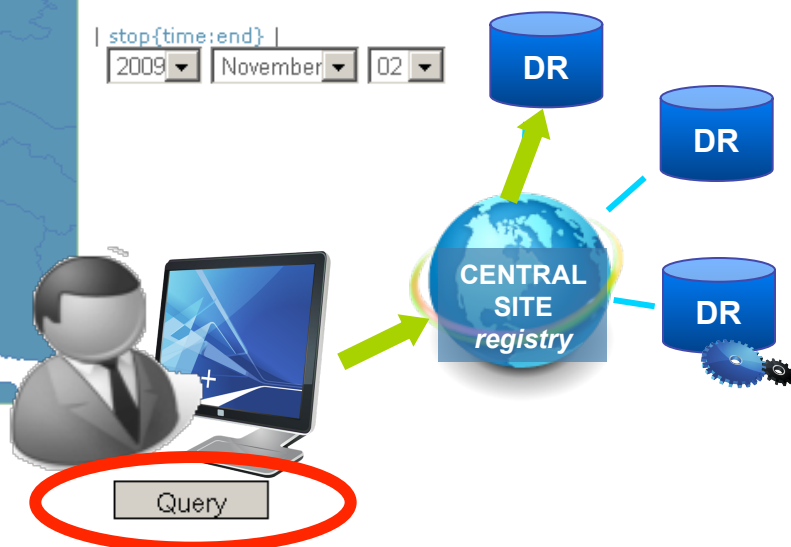 | stop{time:end} |
2009 November 02
DR
DR
CENTRAL
SITE
registry
DR
Query